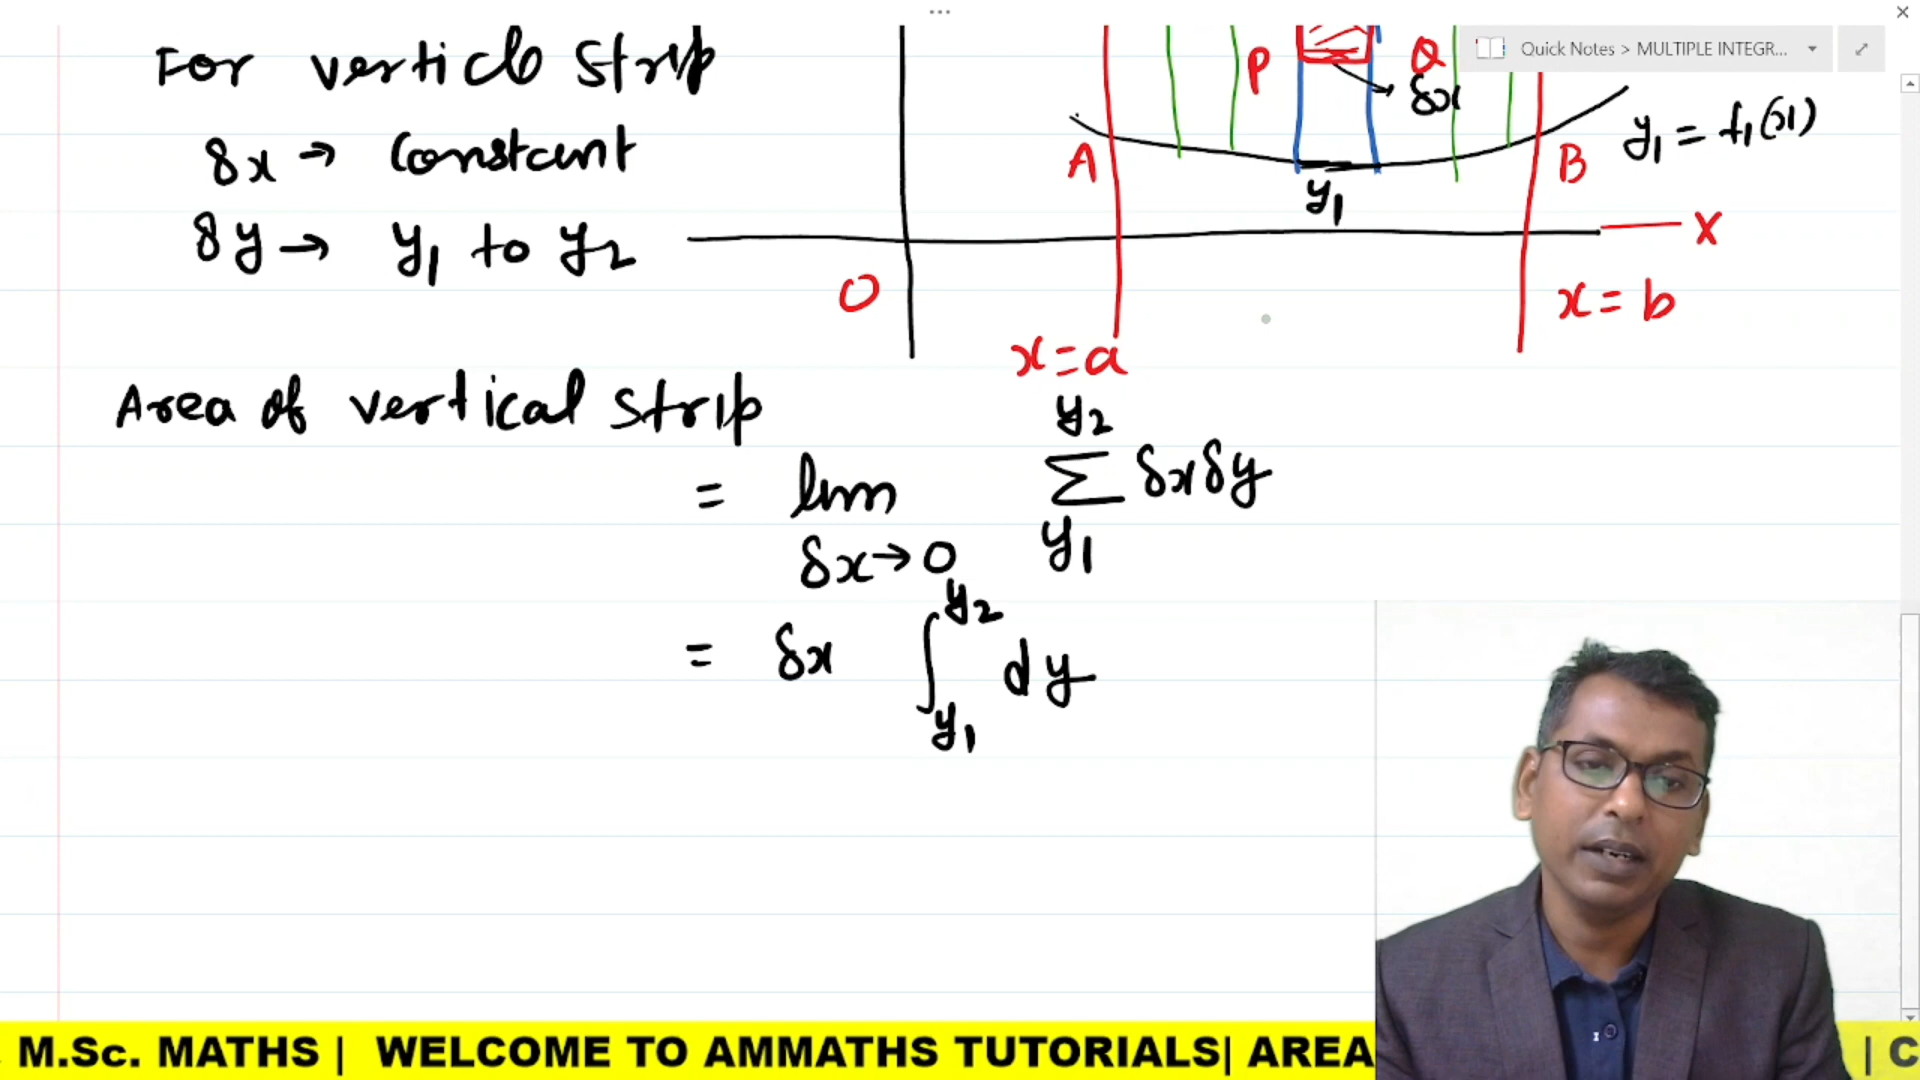 Quick Notes > MULTIPLE INTEGR...
For verticle strip
P
Q
δx
y₁ = f₁(x)
δx → Constant
A
B
y₁
δy → y₁ to y₂
X
O
x = b
x = a
Area of vertical strip
= lim δx→0 ∑ y₁ y₂ δxδy
= δx ∫ y₁ y₂ dy
M.Sc. MATHS | WELCOME TO AMMATHS TUTORIALS| AREA
| C